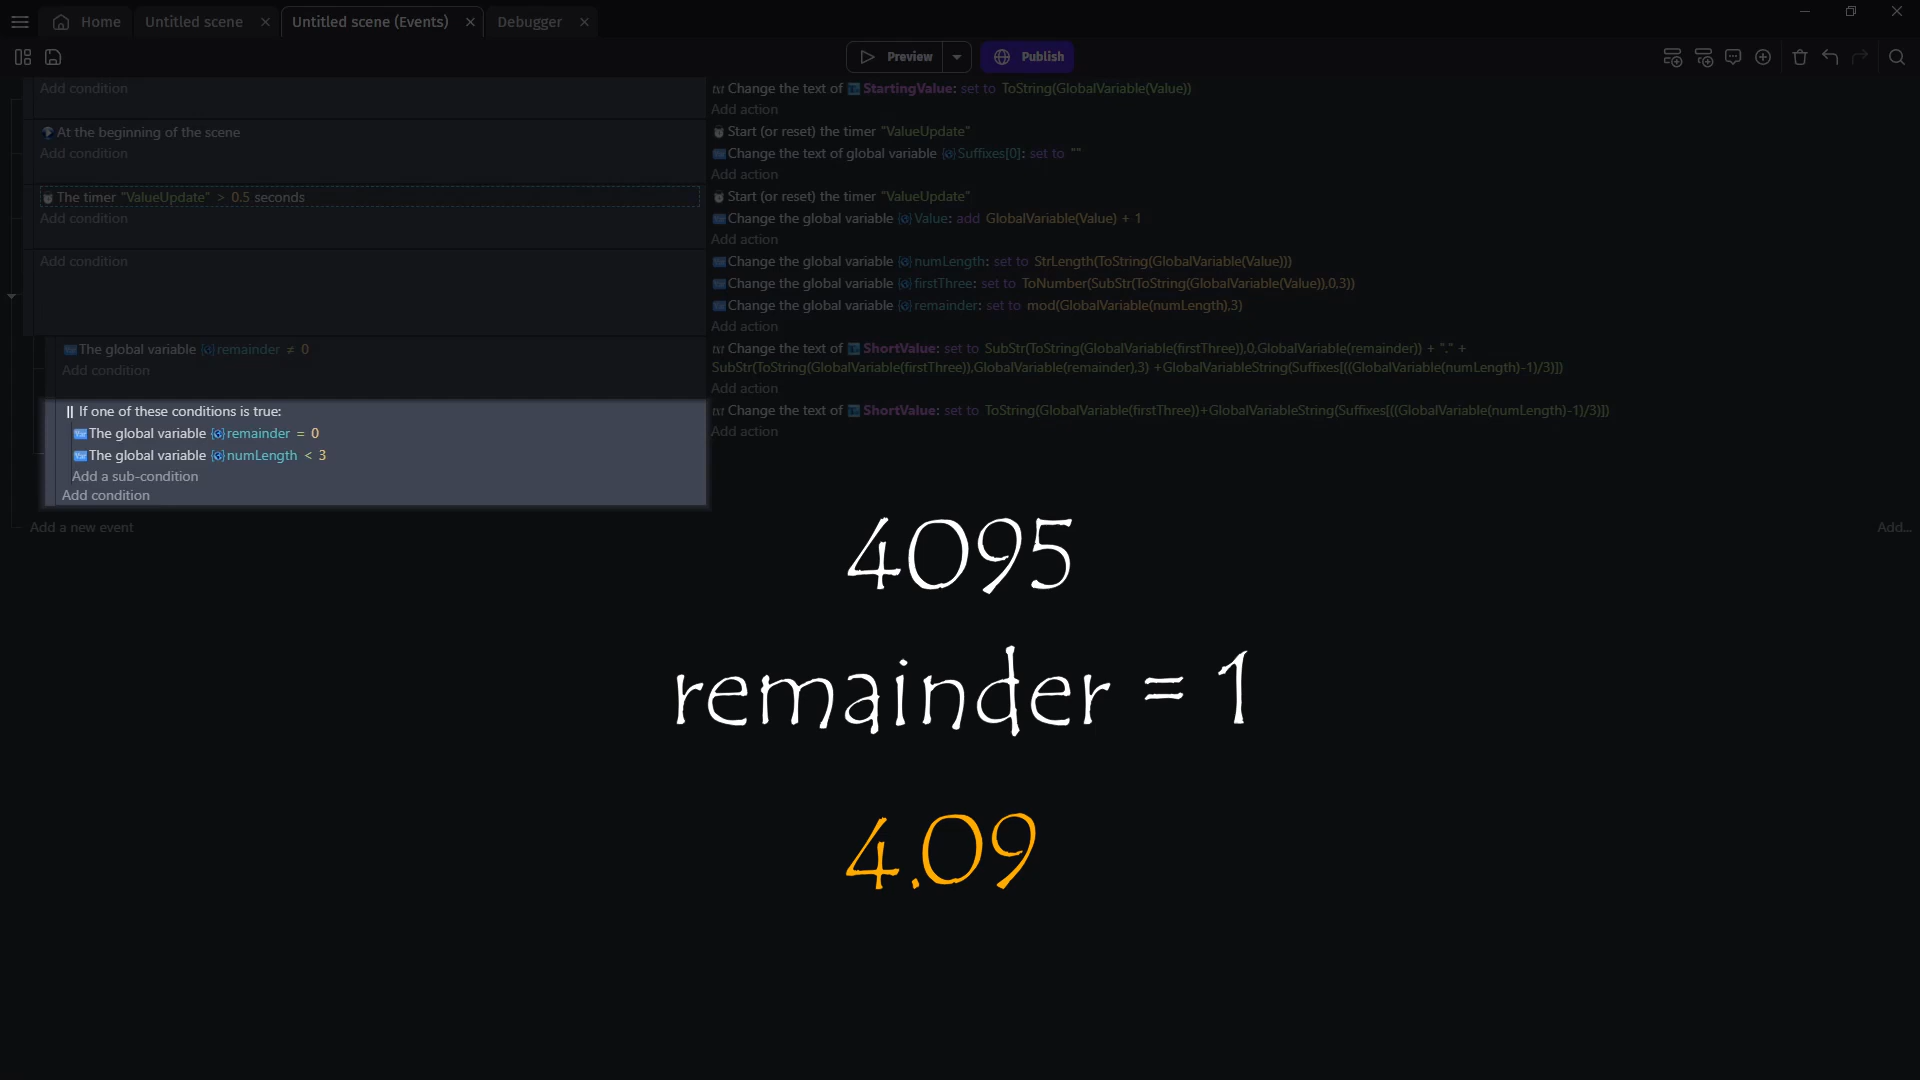 Home
Untitled scene
Untitled scene (Events)
Debugger
Preview
Publish
Add condition
Change the text of StartingValue: set to ToString(GlobalVariable(Value))
Add action
At the beginning of the scene
Add condition
Start (or reset) the timer "ValueUpdate"
Change the text of global variable Suffixes[0]: set to ""
Add action
The timer "ValueUpdate" > 0.5 seconds
Add condition
Start (or reset) the timer "ValueUpdate"
Change the global variable Value: add GlobalVariable(Value) + 1
Add action
Add condition
Change the global variable numLength: set to StrLength(ToString(GlobalVariable(Value)))
Change the global variable firstThree: set to ToNumber(SubStr(ToString(GlobalVariable(Value)),0,3))
Change the global variable remainder: set to mod(GlobalVariable(numLength),3)
Add action
The global variable remainder ≠ 0
Add condition
Change the text of ShortValue: set to SubStr(ToString(GlobalVariable(firstThree)),0,GlobalVariable(remainder)) + "." +
SubStr(ToString(GlobalVariable(firstThree)),GlobalVariable(remainder),3) +GlobalVariableString(Suffixes[((GlobalVariable(numLength)-1)/3)])
Add action
If one of these conditions is true:
The global variable remainder = 0
The global variable numLength < 3
Add a sub-condition
Add condition
Change the text of ShortValue: set to ToString(GlobalVariable(firstThree))+GlobalVariableString(Suffixes[((GlobalVariable(numLength)-1)/3)])
Add action
Add a new event
Add...
4095
remainder = 1
4.09